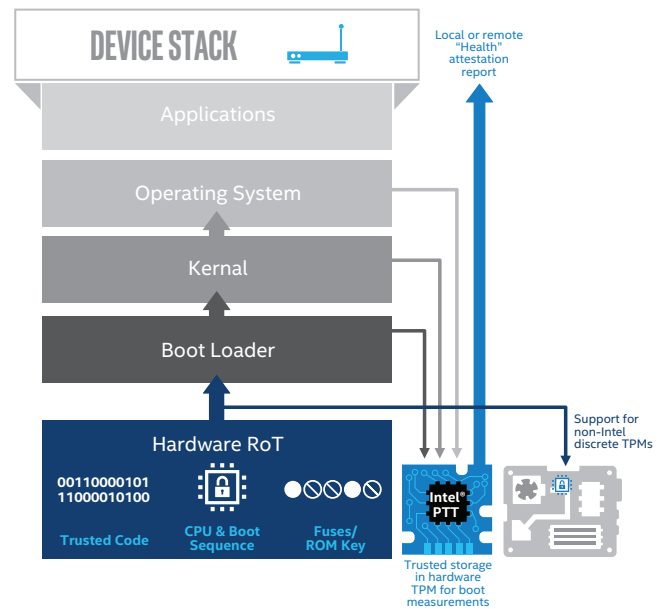 DEVICE STACK
Local or remote
“Health”
attestation
report
Applications
Operating System
Kernal
Boot Loader
Hardware RoT
00110000101
11000010100
Trusted Code
CPU & Boot
Sequence
Fuses/
ROM Key
Intel®
PTT
Trusted storage
in hardware
TPM for boot
measurements
Support for
non-Intel
discrete TPMs